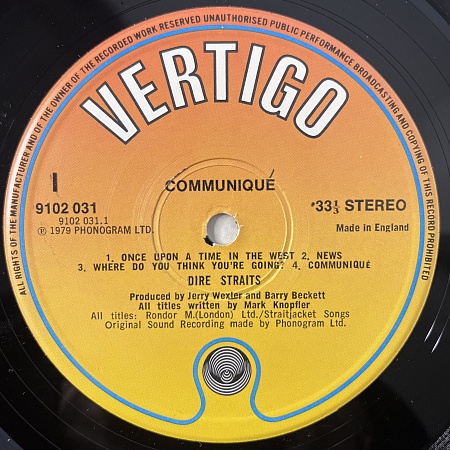 ALL RIGHTS OF THE MANUFACTURER AND OF THE OWNER OF THE RECORDED WORK RESERVED UNAUTHORISED PUBLIC PERFORMANCE BROADCASTING AND COPYING OF THIS RECORD PROHIBITED
VERTIGO
1
COMMUNIQUÉ
9102 031
9102 031.1
℗ 1979 PHONOGRAM LTD.
33⅓ STEREO
Made in England
1. ONCE UPON A TIME IN THE WEST 2. NEWS
3. WHERE DO YOU THINK YOU'RE GOING? 4. COMMUNIQUÉ
DIRE STRAITS
Produced by Jerry Wexler and Barry Beckett
All titles written by Mark Knopfler
All titles: Rondor M.(London) Ltd./Straitjacket Songs
Original Sound Recording made by Phonogram Ltd.